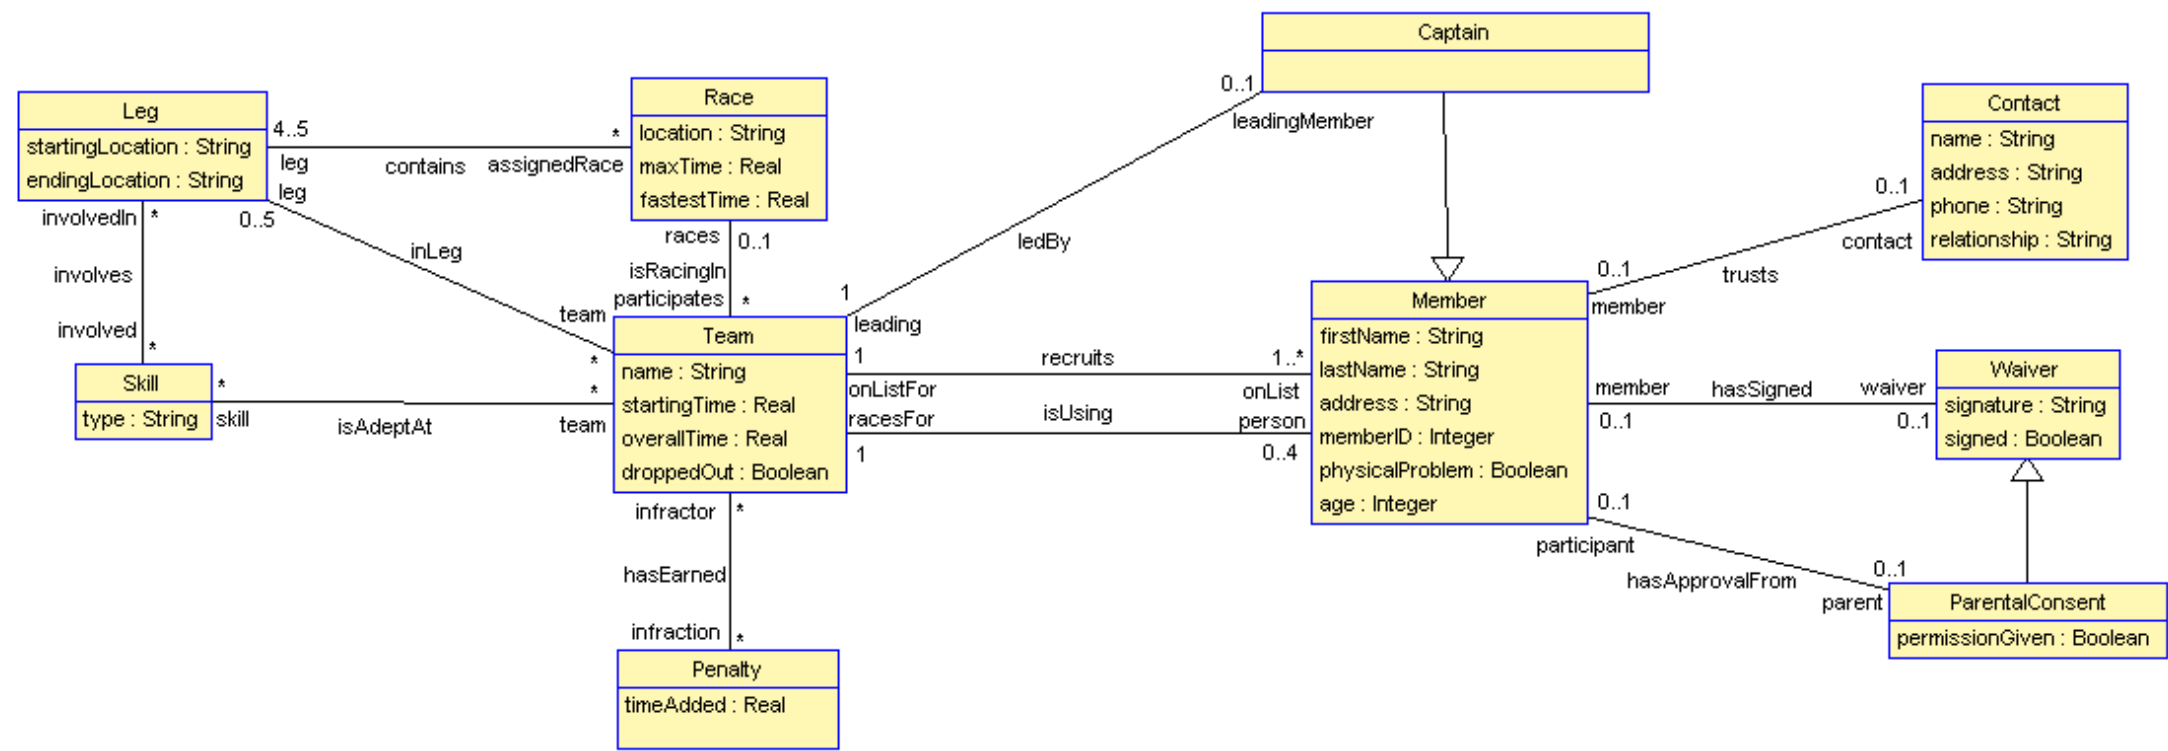 Captain
0..1
leadingMember
Leg
startingLocation : String
endingLocation : String
4..5
leg
contains
*
assignedRace
Race
location : String
maxTime : Real
fastestTime : Real
Contact
name : String
address : String
phone : String
relationship : String
leg
0..5
inLeg
team
*
involvedIn
*
involves
involved
*
races
0..1
isRacingIn
participates
*
ledBy
1
leading
0..1
contact
trusts
0..1
member
Skill
type : String
*
skill
isAdeptAt
*
team
Team
name : String
startingTime : Real
overallTime : Real
droppedOut : Boolean
1
onListFor
recruits
1..*
onList
racesFor
1
isUsing
person
0..4
Member
firstName : String
lastName : String
address : String
memberID : Integer
physicalProblem : Boolean
age : Integer
member
0..1
hasSigned
waiver
0..1
Waiver
signature : String
signed : Boolean
0..1
participant
hasApprovalFrom
0..1
parent
ParentalConsent
permissionGiven : Boolean
infractor
*
hasEarned
infraction
*
Penalty
timeAdded : Real